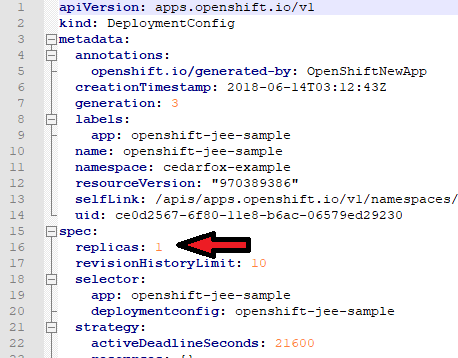 1 apiVersion: apps.openshift.io/v1
2 kind: DeploymentConfig
3 metadata:
4 annotations:
5 openshift.io/generated-by: OpenShiftNewApp
6 creationTimestamp: 2018-06-14T03:12:43Z
7 generation: 3
8 labels:
9 app: openshift-jee-sample
10 name: openshift-jee-sample
11 namespace: cedarfox-example
12 resourceVersion: "970389386"
13 selfLink: /apis/apps.openshift.io/v1/namespaces/
14 uid: ce0d2567-6f80-11e8-b6ac-06579ed29230
15 spec:
16 replicas: 1
17 revisionHistoryLimit: 10
18 selector:
19 app: openshift-jee-sample
20 deploymentconfig: openshift-jee-sample
21 strategy:
22 activeDeadlineSeconds: 21600